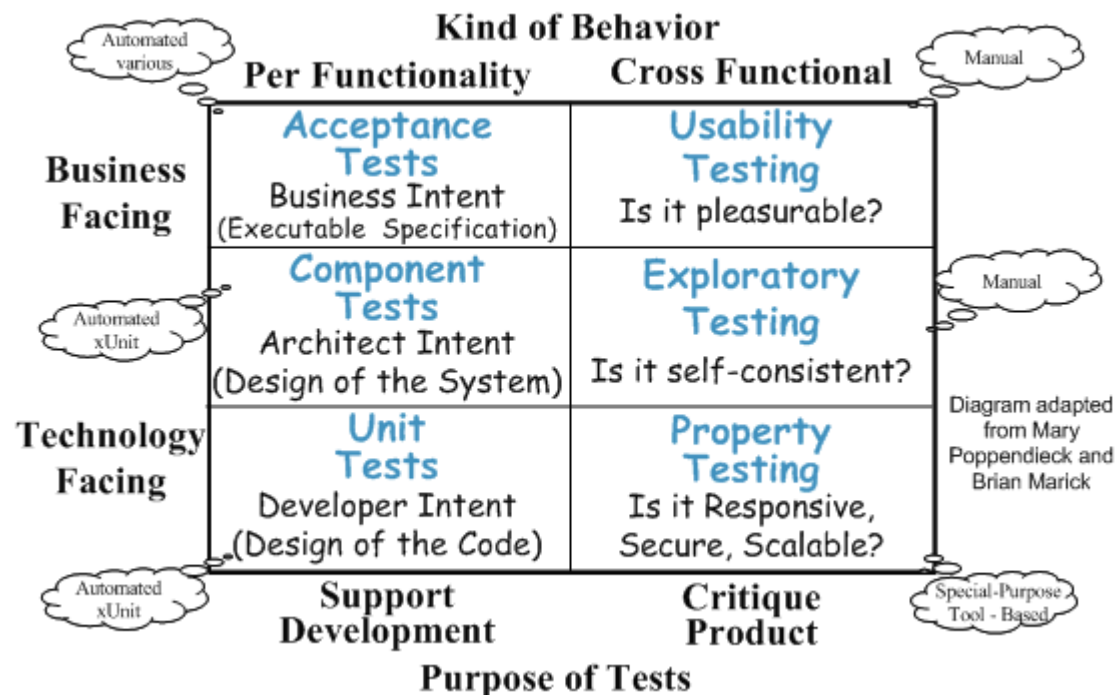 Kind of Behavior
Automated
various
Per Functionality
Cross Functional
Manual
Business
Facing
Acceptance
Tests
Business Intent
(Executable Specification)
Usability
Testing
Is it pleasurable?
Automated
xUnit
Component
Tests
Architect Intent
(Design of the System)
Exploratory
Testing
Is it self-consistent?
Manual
Technology
Facing
Unit
Tests
Developer Intent
(Design of the Code)
Property
Testing
Is it Responsive,
Secure, Scalable?
Diagram adapted
from Mary
Poppendieck and
Brian Marick
Automated
xUnit
Special-Purpose
Tool - Based
Support
Development
Critique
Product
Purpose of Tests